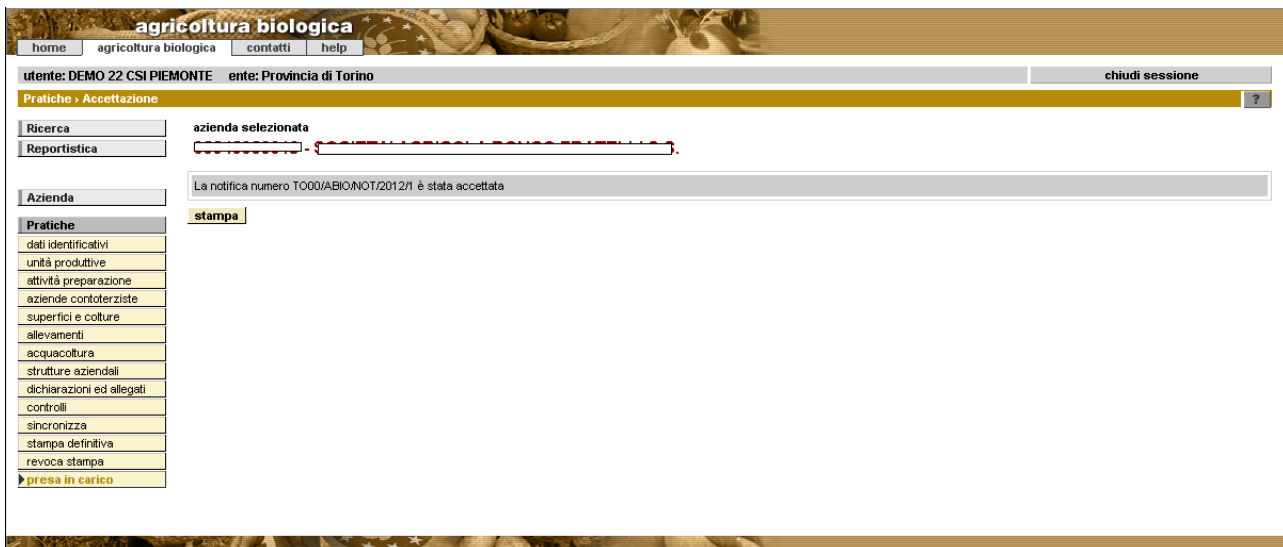 agricoltura biologica
home agricoltura biologica contatti help
utente: DEMO 22 CSI PIEMONTE ente: Provincia di Torino chiudi sessione
Pratiche › Accettazione ?
Ricerca
Reportistica
azienda selezionata
La notifica numero TO00/ABIO/NOT/2012/1 è stata accettata
stampa
Azienda
Pratiche
dati identificativi
unità produttive
attività preparazione
aziende contoterziste
superfici e colture
allevamenti
acquacoltura
strutture aziendali
dichiarazioni ed allegati
controlli
sincronizza
stampa definitiva
revoca stampa
presa in carico